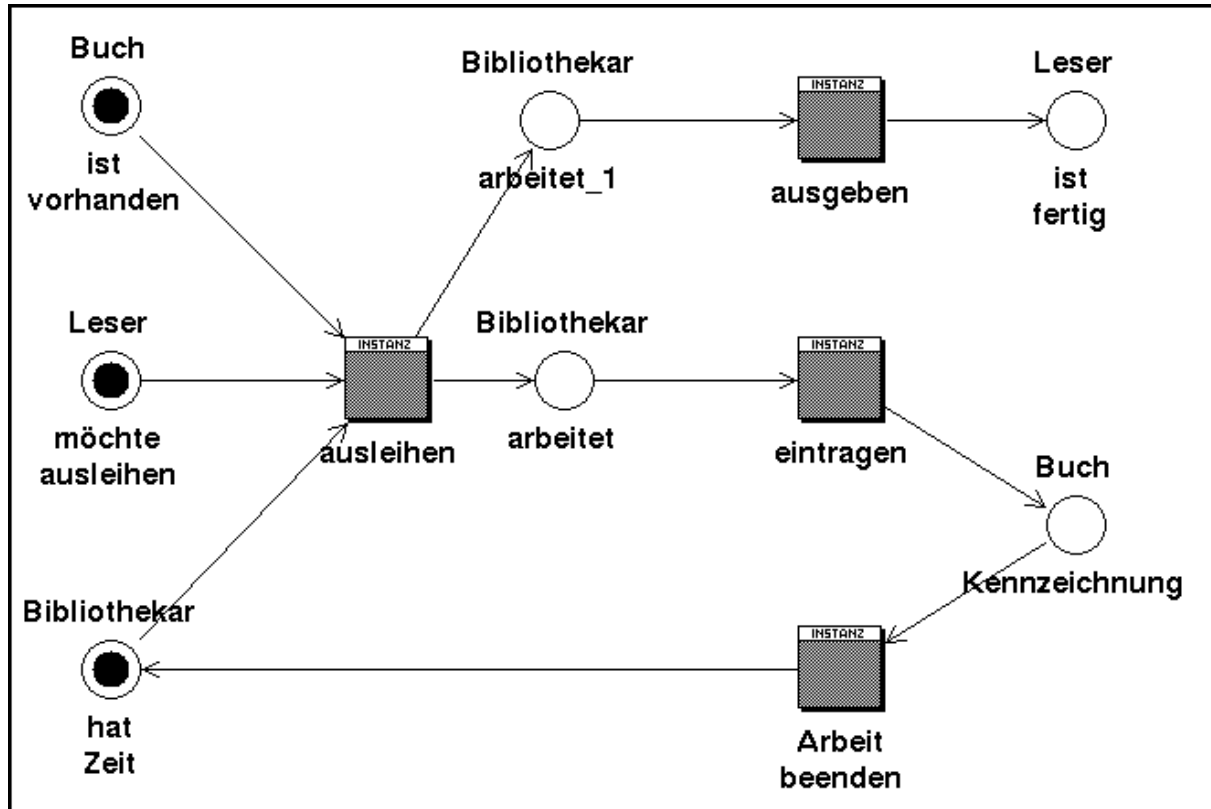 Buch
ist
vorhanden
Bibliothekar
arbeitet_1
INSTANZ
ausgeben
Leser
ist
fertig
Leser
möchte
ausleihen
INSTANZ
ausleihen
Bibliothekar
arbeitet
INSTANZ
eintragen
Buch
Kennzeichnung
Bibliothekar
hat
Zeit
INSTANZ
Arbeit
beenden